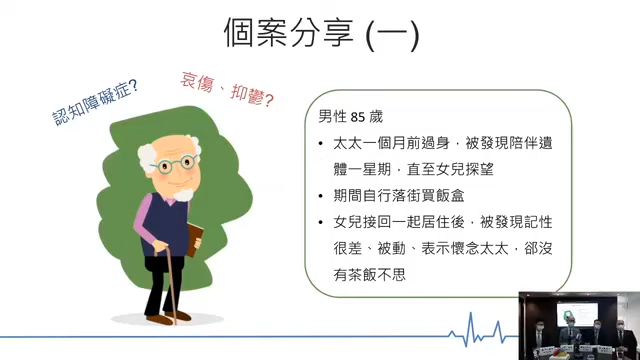 個案分享 (一)
認知障礙症?
哀傷、抑鬱?
男性 85 歲
• 太太一個月前過身，被發現陪伴遺
體一星期，直至女兒探望
• 期間自行落街買飯盒
• 女兒接回一起居住後，被發現記性
很差、被動、表示懷念太太，卻沒
有茶飯不思